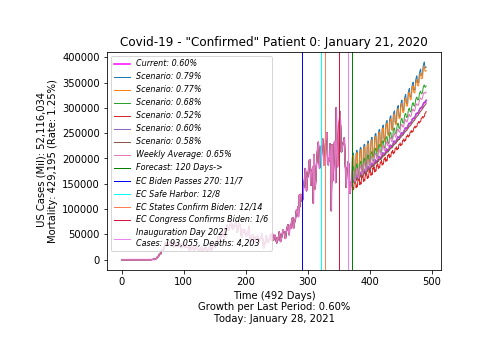 Covid-19 - "Confirmed" Patient 0: January 21, 2020
US Cases (Mil): 52,116,034
Mortality: 429,195 (Rate: 1.25%)
400000
350000
300000
250000
200000
150000
100000
50000
0
Current: 0.60%
Scenario: 0.79%
Scenario: 0.77%
Scenario: 0.68%
Scenario: 0.52%
Scenario: 0.60%
Scenario: 0.58%
Weekly Average: 0.65%
Forecast: 120 Days->
EC Biden Passes 270: 11/7
EC Safe Harbor: 12/8
EC States Confirm Biden: 12/14
EC Congress Confirms Biden: 1/6
Inauguration Day 2021
Cases: 193,055, Deaths: 4,203
0 100 200 300 400 500
Time (492 Days)
Growth per Last Period: 0.60%
Today: January 28, 2021